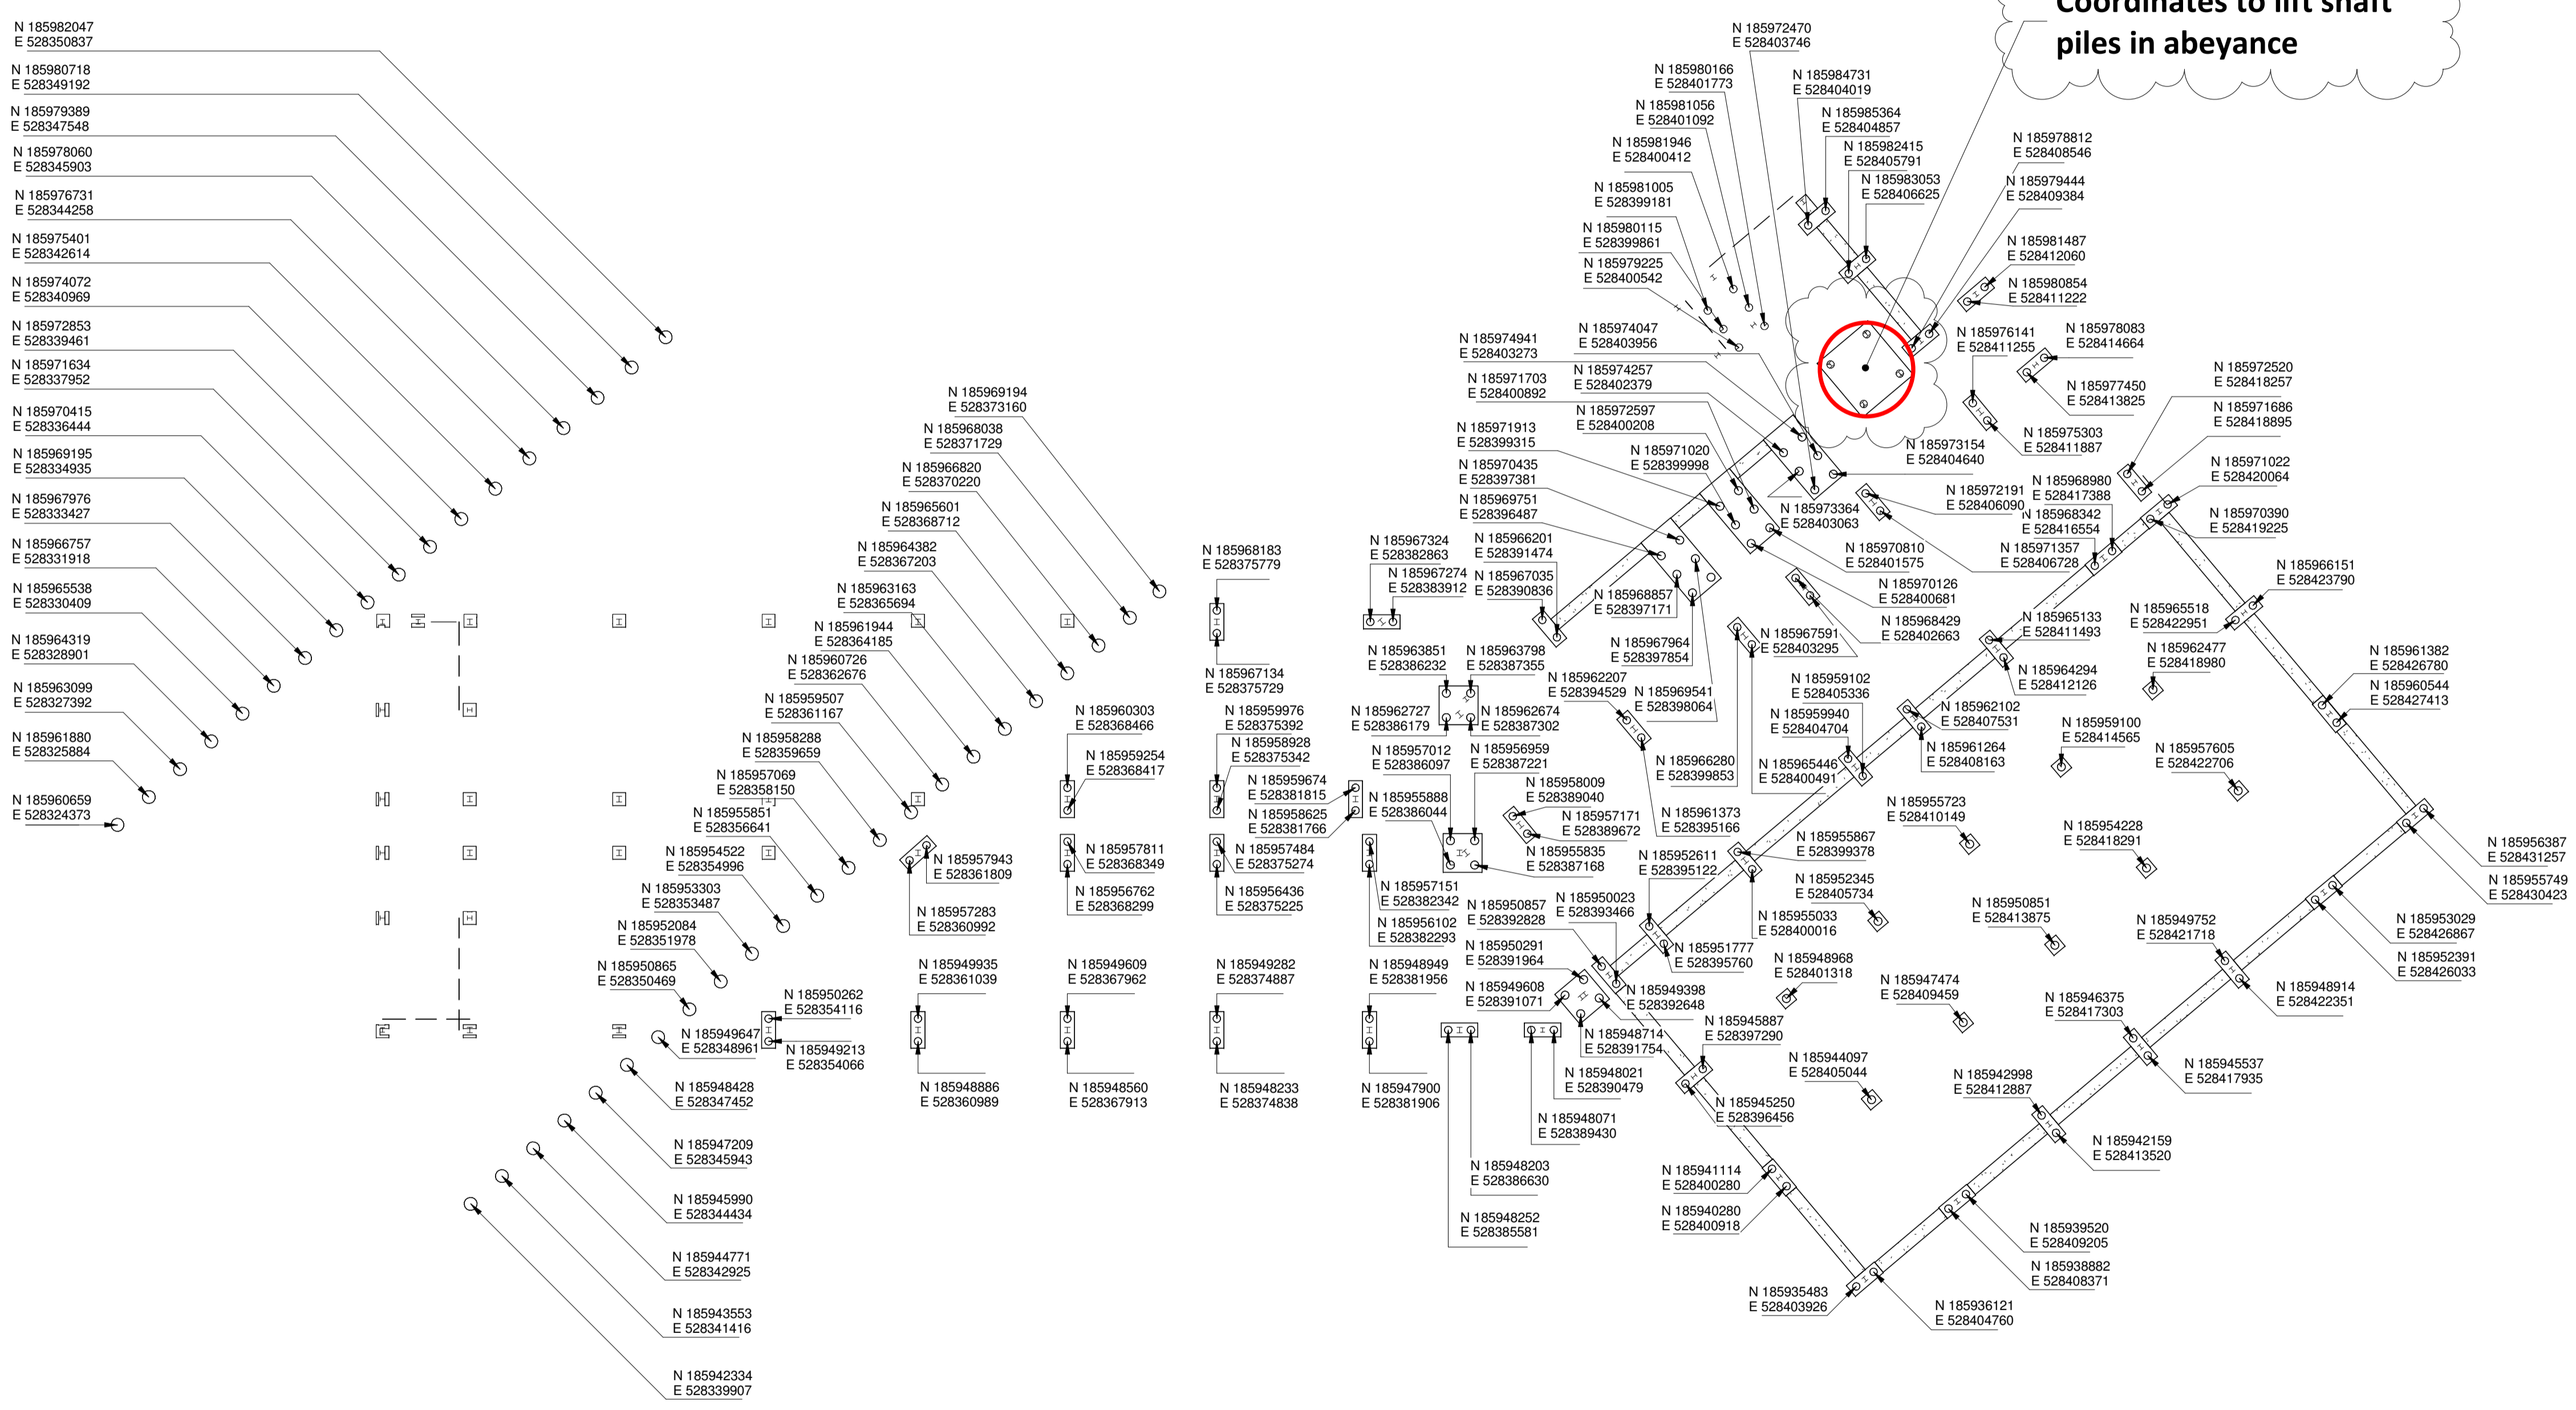 Coordinates to lift shaft
piles in abeyance
N 185982047
E 528350837
N 185980718
E 528349192
N 185979389
E 528347548
N 185978060
E 528345903
N 185976731
E 528344258
N 185975401
E 528342614
N 185974072
E 528340969
N 185972853
E 528339461
N 185971634
E 528337952
N 185970415
E 528336444
N 185969195
E 528334935
N 185967976
E 528333427
N 185966757
E 528331918
N 185965538
E 528330409
N 185964319
E 528328901
N 185963099
E 528327392
N 185961880
E 528325884
N 185960659
E 528324373
N 185969194
E 528373160
N 185968038
E 528371729
N 185966820
E 528370220
N 185965601
E 528368712
N 185964382
E 528367203
N 185963163
E 528365694
N 185961944
E 528364185
N 185960726
E 528362676
N 185959507
E 528361167
N 185958288
E 528359659
N 185957069
E 528358150
N 185955851
E 528356641
N 185954522
E 528354996
N 185953303
E 528353487
N 185952084
E 528351978
N 185950865
E 528350469
N 185949647
E 528348961
N 185948428
E 528347452
N 185947209
E 528345943
N 185945990
E 528344434
N 185944771
E 528342925
N 185943553
E 528341416
N 185942334
E 528339907
N 185950262
E 528354116
N 185949213
E 528354066
N 185957943
E 528361809
N 185957283
E 528360992
N 185949935
E 528361039
N 185948886
E 528360989
N 185960303
E 528368466
N 185959254
E 528368417
N 185957811
E 528368349
N 185956762
E 528368299
N 185949609
E 528367962
N 185948560
E 528367913
N 185968183
E 528375779
N 185967134
E 528375729
N 185959976
E 528375392
N 185958928
E 528375342
N 185957484
E 528375274
N 185956436
E 528375225
N 185949282
E 528374887
N 185948233
E 528374838
N 185959674
E 528381815
N 185958625
E 528381766
N 185957151
E 528382342
N 185956102
E 528382293
N 185948949
E 528381956
N 185947900
E 528381906
N 185967324
E 528382863
N 185967274
E 528383912
N 185963851
E 528386232
N 185963798
E 528387355
N 185962727
E 528386179
N 185962674
E 528387302
N 185957012
E 528386097
N 185956959
E 528387221
N 185955888
E 528386044
N 185955835
E 528387168
N 185958009
E 528389040
N 185957171
E 528389672
N 185950857
E 528392828
N 185950023
E 528393466
N 185950291
E 528391964
N 185949608
E 528391071
N 185949398
E 528392648
N 185948714
E 528391754
N 185948021
E 528390479
N 185948071
E 528389430
N 185948203
E 528386630
N 185948252
E 528385581
N 185972470
E 528403746
N 185980166
E 528401773
N 185981056
E 528401092
N 185981946
E 528400412
N 185981005
E 528399181
N 185980115
E 528399861
N 185979225
E 528400542
N 185984731
E 528404019
N 185985364
E 528404857
N 185982415
E 528405791
N 185983053
E 528406625
N 185978812
E 528408546
N 185979444
E 528409384
N 185981487
E 528412060
N 185980854
E 528411222
N 185976141
E 528411255
N 185978083
E 528414664
N 185977450
E 528413825
N 185975303
E 528411887
N 185974941
E 528403273
N 185974047
E 528403956
N 185974257
E 528402379
N 185971703
E 528400892
N 185972597
E 528400208
N 185971913
E 528399315
N 185971020
E 528399998
N 185970435
E 528397381
N 185969751
E 528396487
N 185966201
E 528391474
N 185967035
E 528390836
N 185968857
E 528397171
N 185967964
E 528397854
N 185969541
E 528398064
N 185962207
E 528394529
N 185961373
E 528395166
N 185973154
E 528404640
N 185973364
E 528403063
N 185972191
E 528406090
N 185971357
E 528406728
N 185970810
E 528401575
N 185970126
E 528400681
N 185968429
E 528402663
N 185967591
E 528403295
N 185966280
E 528399853
N 185965446
E 528400491
N 185972520
E 528418257
N 185971686
E 528418895
N 185971022
E 528420064
N 185970390
E 528419225
N 185968980
E 528417388
N 185968342
E 528416554
N 185966151
E 528423790
N 185965518
E 528422951
N 185965133
E 528411493
N 185964294
E 528412126
N 185962477
E 528418980
N 185961382
E 528426780
N 185960544
E 528427413
N 185962102
E 528407531
N 185961264
E 528408163
N 185959102
E 528405336
N 185959940
E 528404704
N 185959100
E 528414565
N 185957605
E 528422706
N 185955723
E 528410149
N 185954228
E 528418291
N 185956387
E 528431257
N 185955749
E 528430423
N 185955867
E 528399378
N 185955033
E 528400016
N 185952611
E 528395122
N 185951777
E 528395760
N 185952345
E 528405734
N 185950851
E 528413875
N 185953029
E 528426867
N 185952391
E 528426033
N 185949752
E 528421718
N 185948914
E 528422351
N 185948968
E 528401318
N 185947474
E 528409459
N 185946375
E 528417303
N 185945537
E 528417935
N 185945887
E 528397290
N 185945250
E 528396456
N 185944097
E 528405044
N 185942998
E 528412887
N 185942159
E 528413520
N 185941114
E 528400280
N 185940280
E 528400918
N 185939520
E 528409205
N 185938882
E 528408371
N 185935483
E 528403926
N 185936121
E 528404760